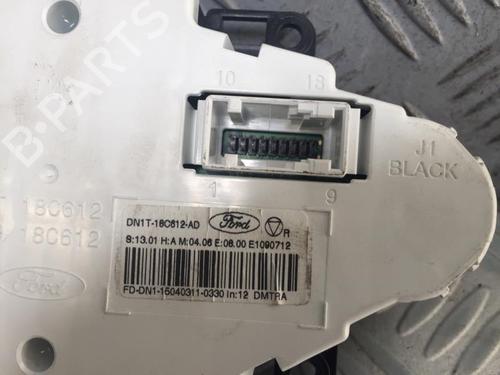 B-PARTS
10 18
1 9
J1
BLACK
T 18C612
18C612
Ford
DN1T-18C612-AD Ford R
S:13.01 H:A M:04.06 E:08.00 E1090712
FD-DN1-16040311-0330 In:12 DMTRA